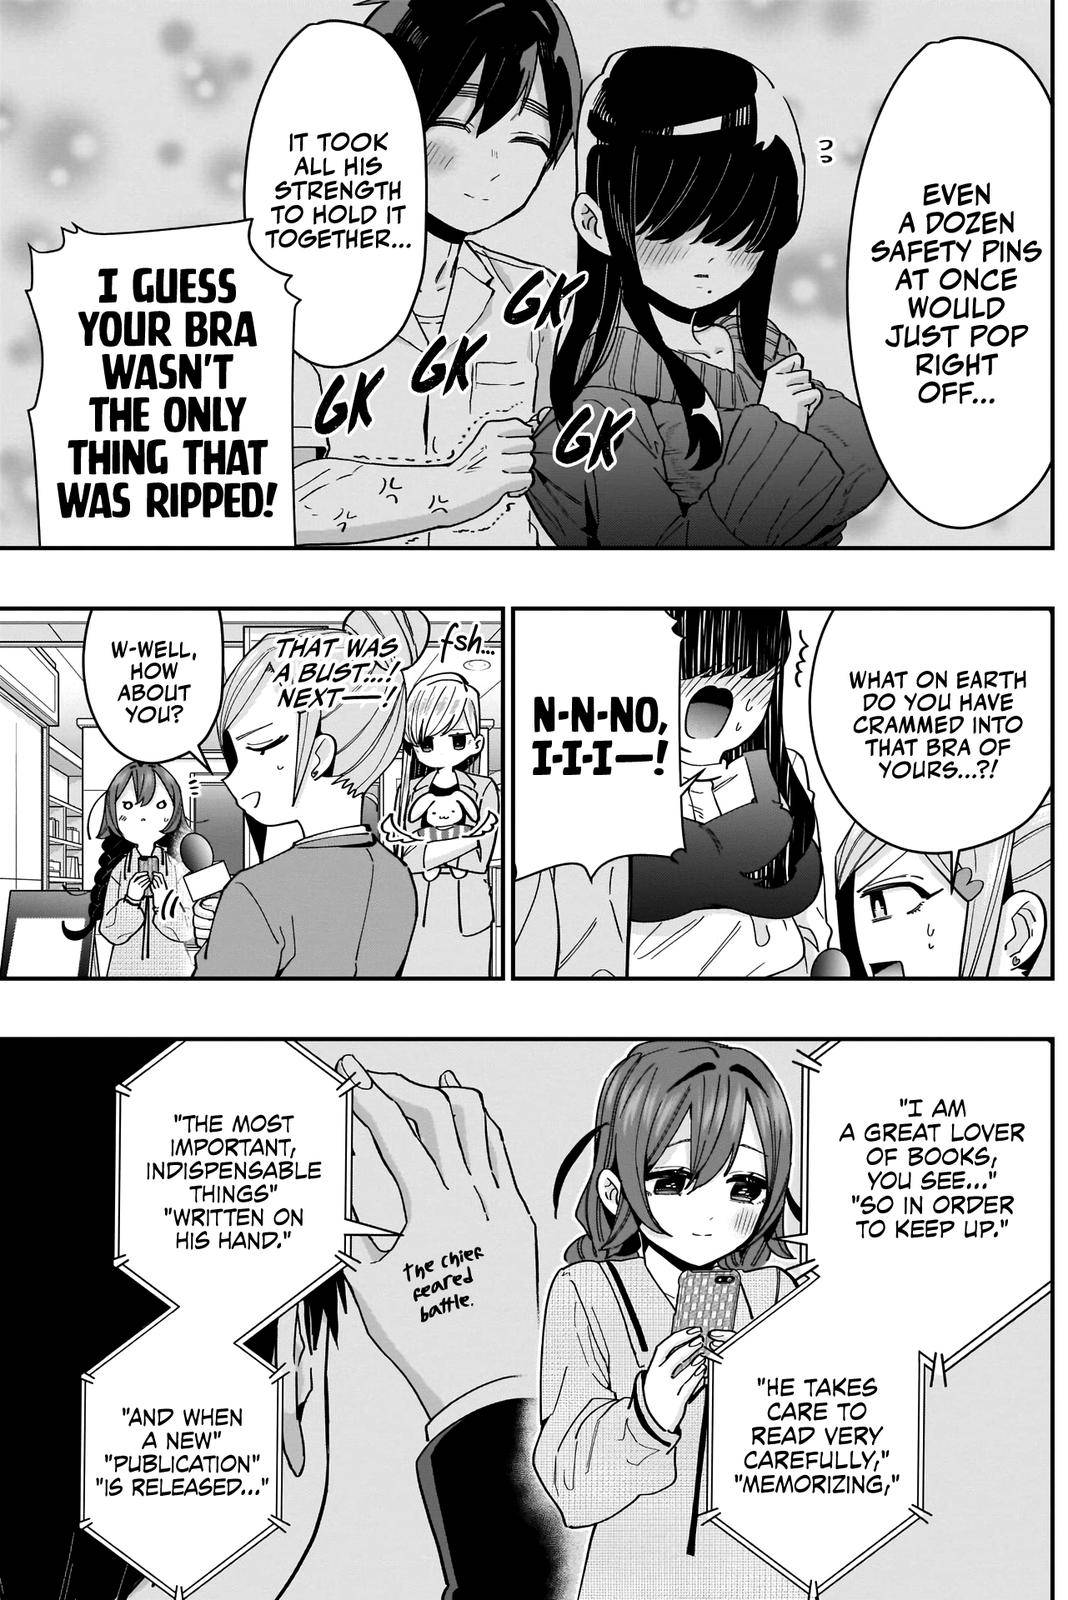 EVEN
A DOZEN
SAFETY PINS
AT ONCE
WOULD
JUST POP
RIGHT
OFF...
IT TOOK
ALL HIS
STRENGTH
TO HOLD IT
TOGETHER...
GK
GK
GK
GK
I GUESS
YOUR BRA
WASN'T
THE ONLY
THING THAT
WAS RIPPED!
WHAT ON EARTH
DO YOU HAVE
CRAMMED INTO
THAT BRA OF
YOURS...?!
N-N-NO,
I-I-I—!
fsh...
THAT WAS
A BUST...!
NEXT—!
W-WELL,
HOW
ABOUT
YOU?
"I AM
A GREAT LOVER
OF BOOKS,
YOU SEE..."
"SO IN ORDER
TO KEEP UP."
"HE TAKES
CARE TO
READ VERY
CAREFULLY,"
"MEMORIZING,"
"THE MOST
IMPORTANT,
INDISPENSABLE
THINGS"
"WRITTEN ON
HIS HAND."
the chief
feared
battle.
"AND WHEN
A NEW"
"PUBLICATION"
"IS RELEASED..."